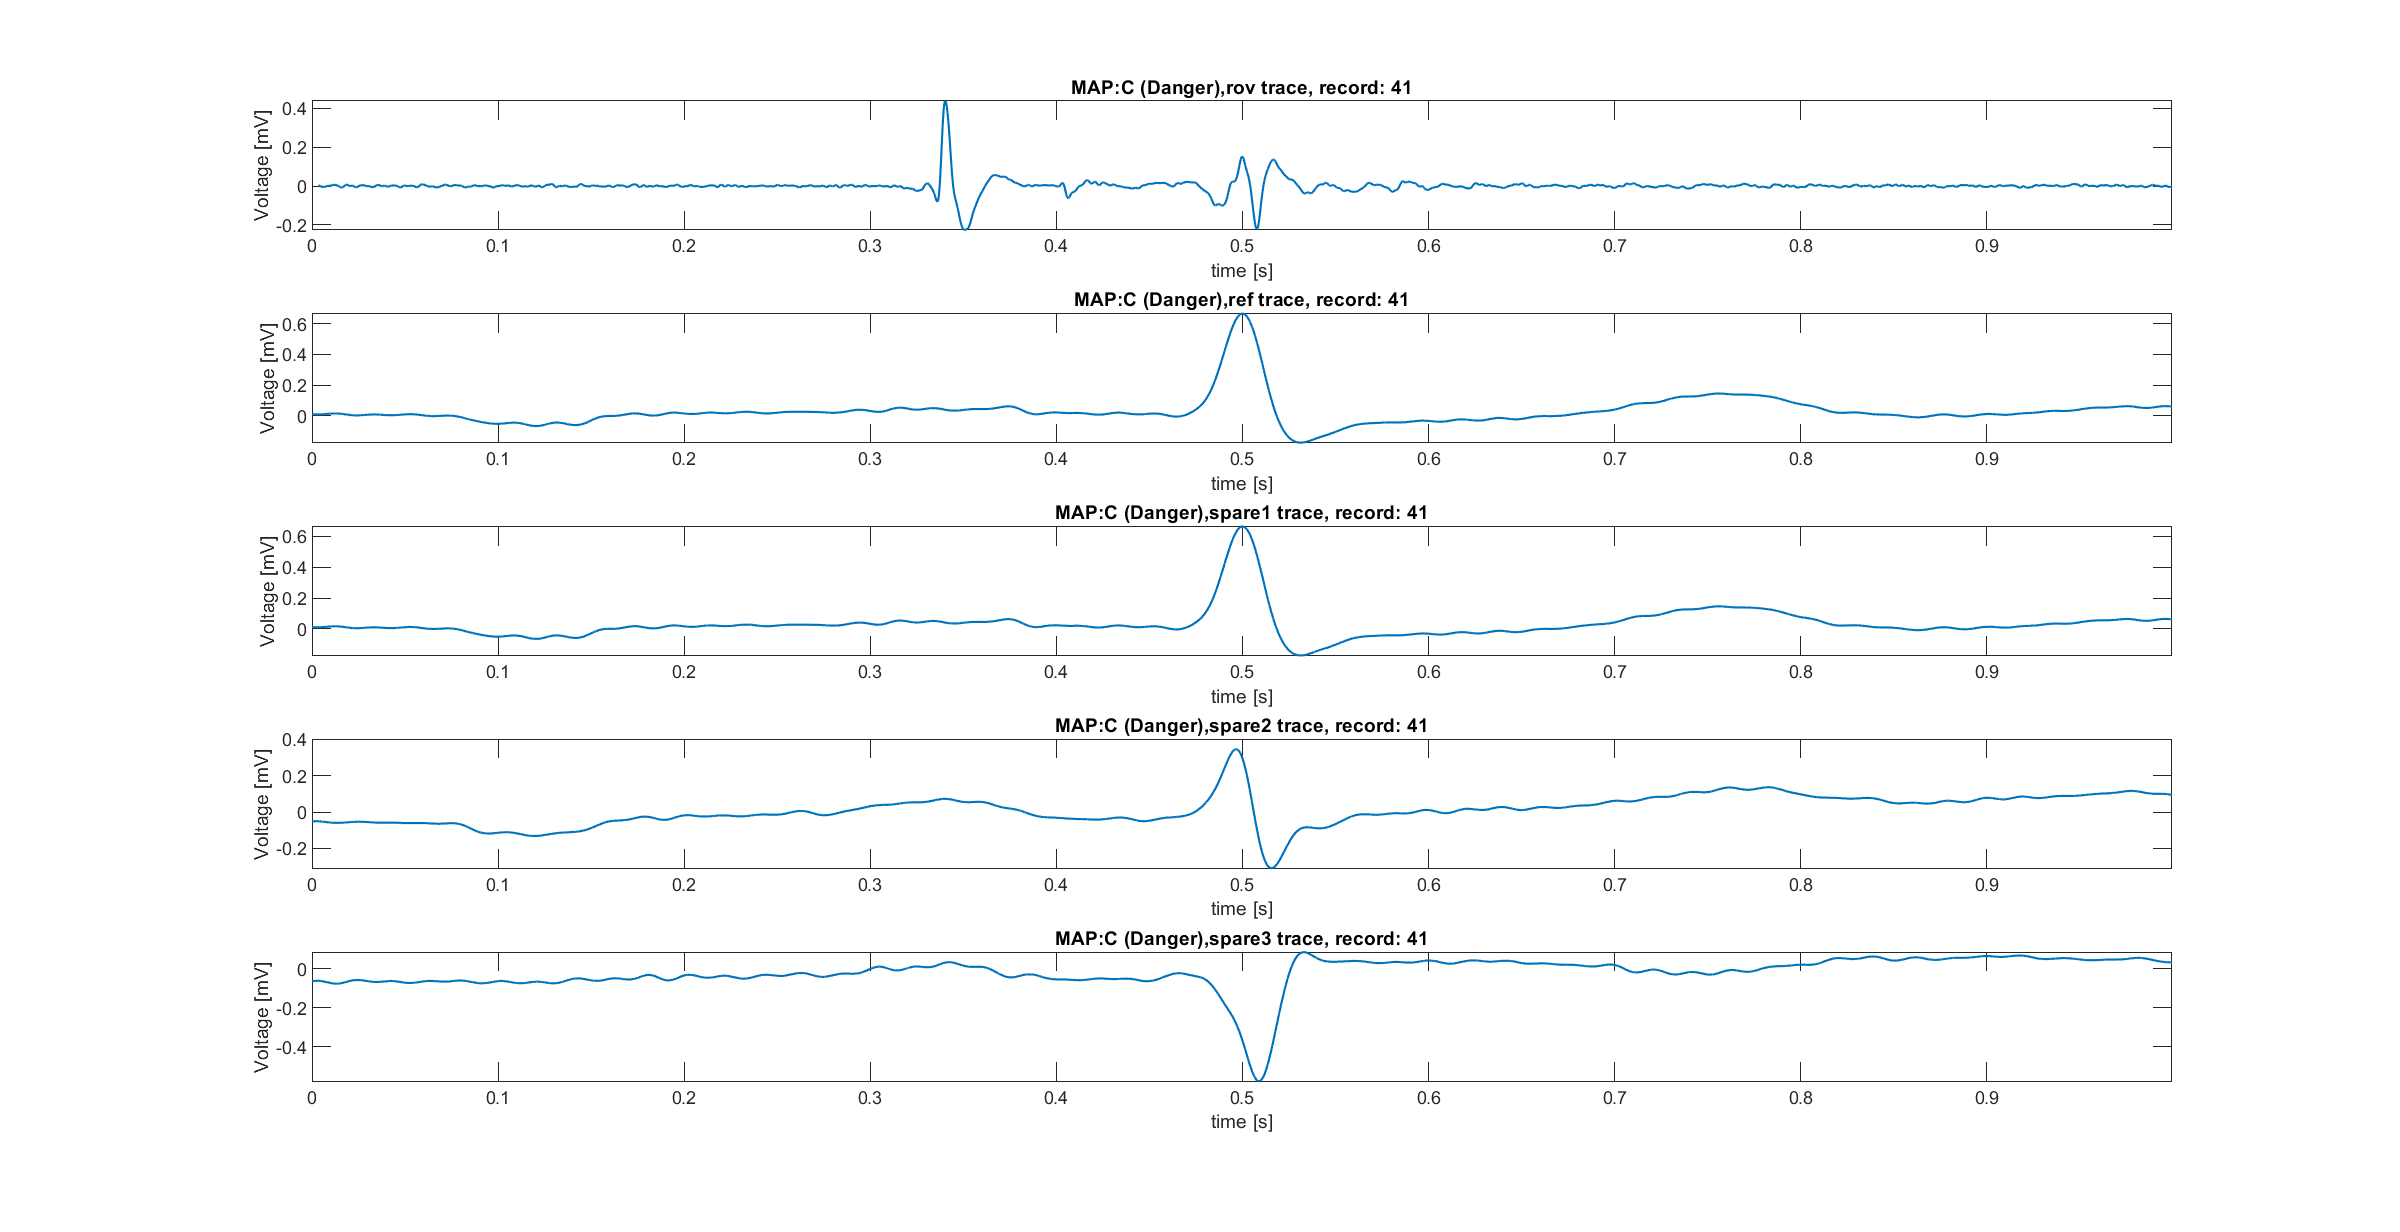 MAP:C (Danger),rov trace, record: 41
Voltage [mV]
0.4
0.2
0
-0.2
0 0.1 0.2 0.3 0.4 0.5 0.6 0.7 0.8 0.9
time [s]
MAP:C (Danger),ref trace, record: 41
Voltage [mV]
0.6
0.4
0.2
0
0 0.1 0.2 0.3 0.4 0.5 0.6 0.7 0.8 0.9
time [s]
MAP:C (Danger),spare1 trace, record: 41
Voltage [mV]
0.6
0.4
0.2
0
0 0.1 0.2 0.3 0.4 0.5 0.6 0.7 0.8 0.9
time [s]
MAP:C (Danger),spare2 trace, record: 41
Voltage [mV]
0.4
0.2
0
-0.2
0 0.1 0.2 0.3 0.4 0.5 0.6 0.7 0.8 0.9
time [s]
MAP:C (Danger),spare3 trace, record: 41
Voltage [mV]
0
-0.2
-0.4
0 0.1 0.2 0.3 0.4 0.5 0.6 0.7 0.8 0.9
time [s]